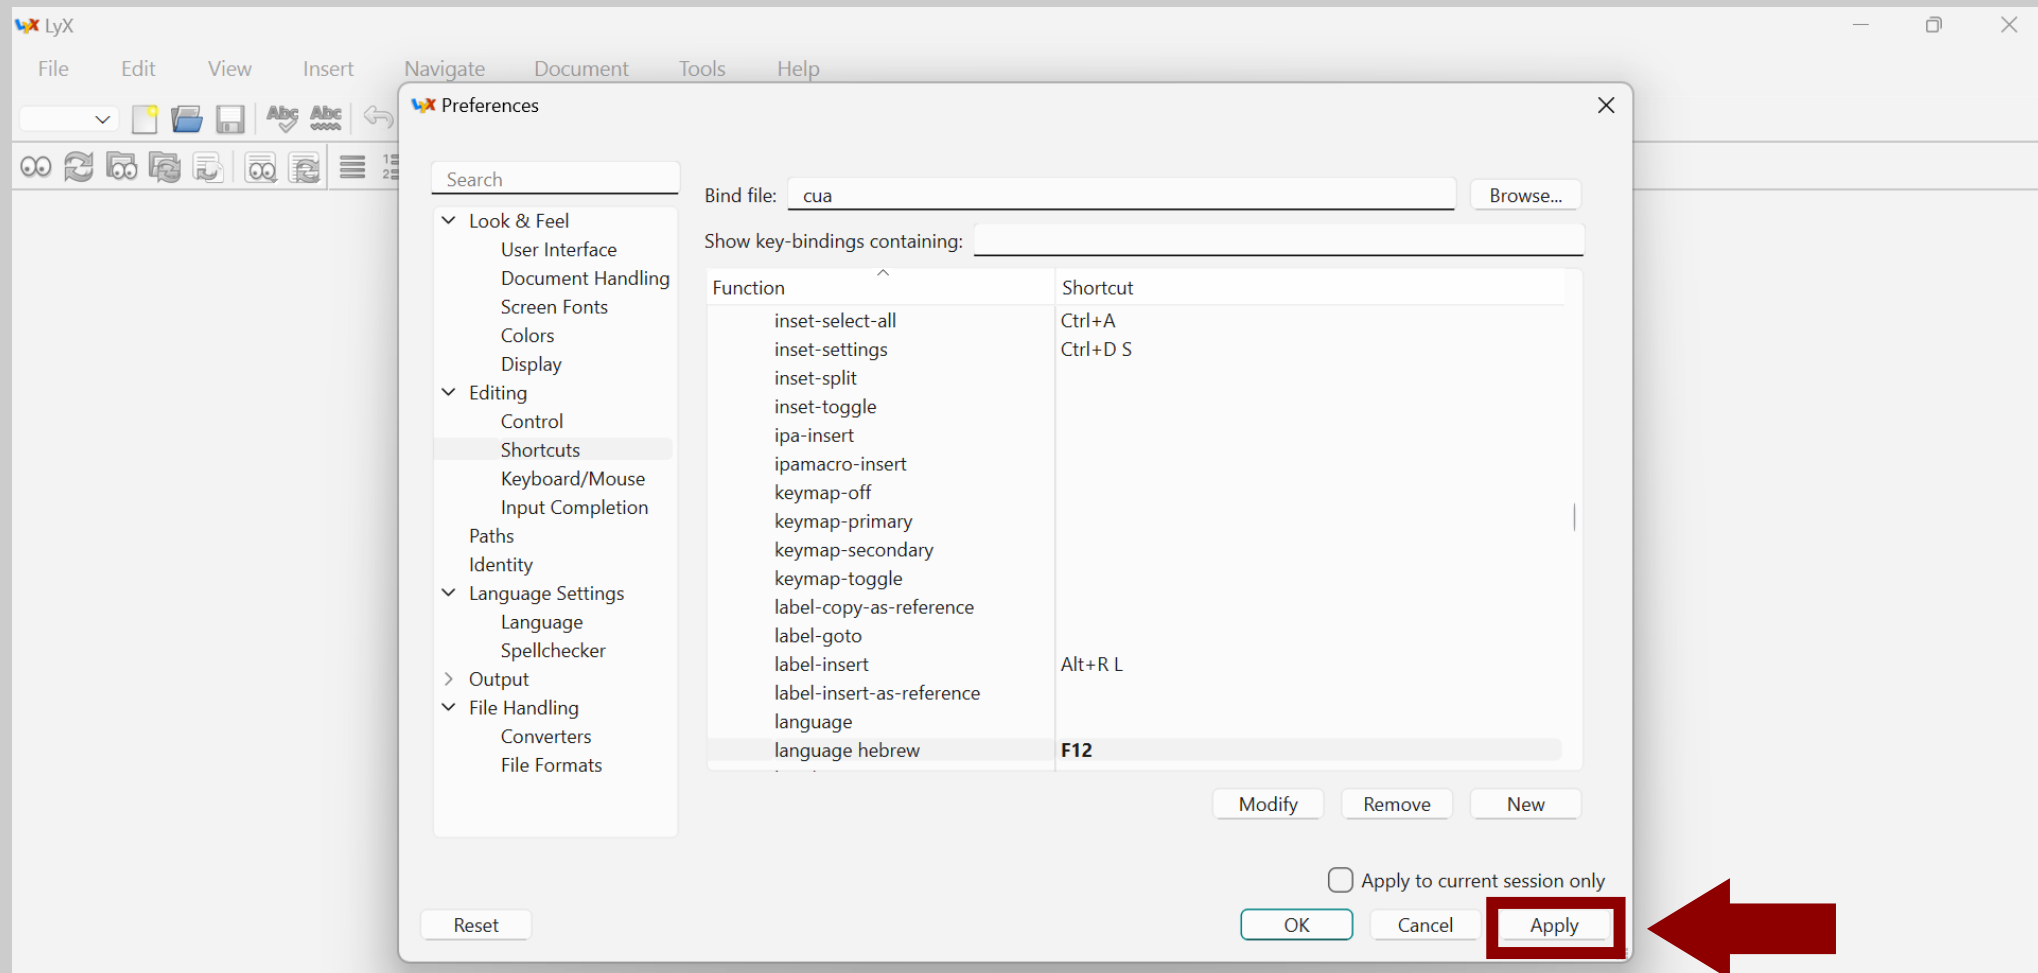 LyX
File Edit View Insert Navigate Document Tools Help
Preferences
Abc Abc
Search
Bind file: cua Browse...
Show key-bindings containing:
Look & Feel
User Interface
Document Handling
Screen Fonts
Colors
Display
Editing
Control
Shortcuts
Keyboard/Mouse
Input Completion
Paths
Identity
Language Settings
Language
Spellchecker
Output
File Handling
Converters
File Formats
Function Shortcut
inset-select-all Ctrl+A
inset-settings Ctrl+D S
inset-split
inset-toggle
ipa-insert
ipamacro-insert
keymap-off
keymap-primary
keymap-secondary
keymap-toggle
label-copy-as-reference
label-goto
label-insert Alt+R L
label-insert-as-reference
language
language hebrew F12
Modify Remove New
Apply to current session only
Reset OK Cancel Apply